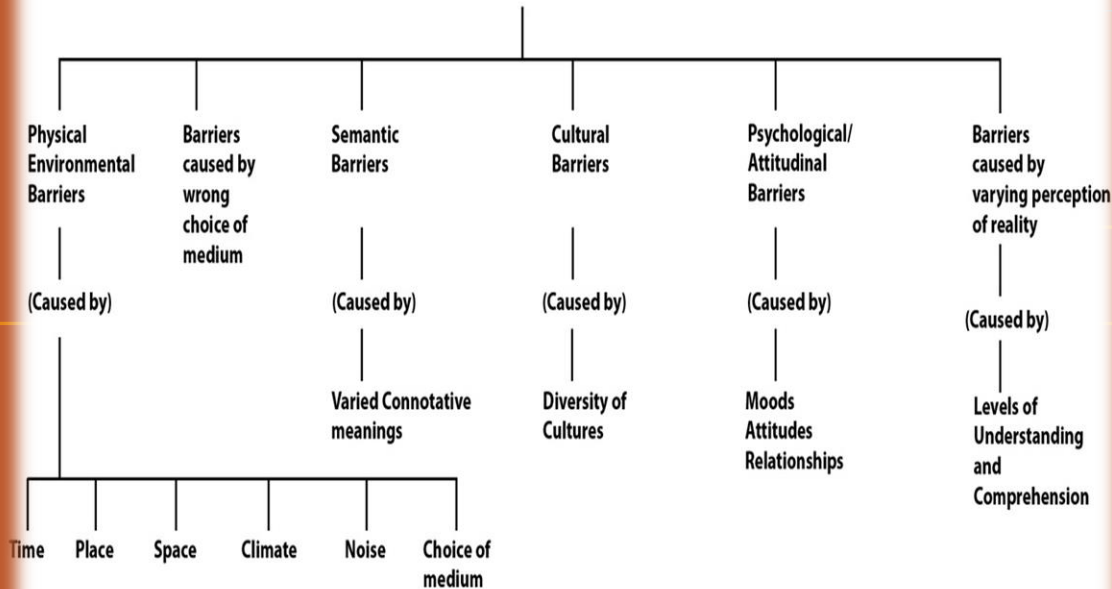 Physical
Environmental
Barriers
Barriers
caused by
wrong
choice of
medium
Semantic
Barriers
Cultural
Barriers
Psychological/
Attitudinal
Barriers
Barriers
caused by
varying perception
of reality
(Caused by)
(Caused by)
(Caused by)
(Caused by)
(Caused by)
Varied Connotative
meanings
Diversity of
Cultures
Moods
Attitudes
Relationships
Levels of
Understanding
and
Comprehension
Time
Place
Space
Climate
Noise
Choice of
medium